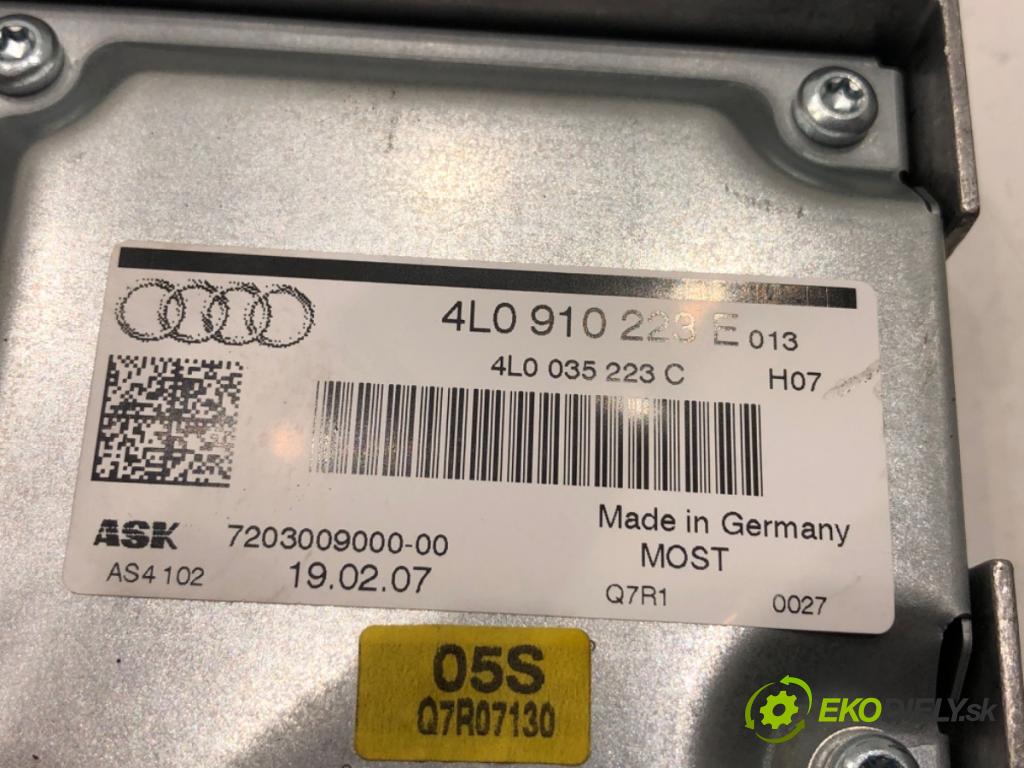 4L0 910 223 E 013
4L0 035 223 C H07
ASK 7203009000-00
Made in Germany
AS4 102 19.02.07
MOST
Q7R1 0027
05S
Q7R07130
EKODIELY.sk